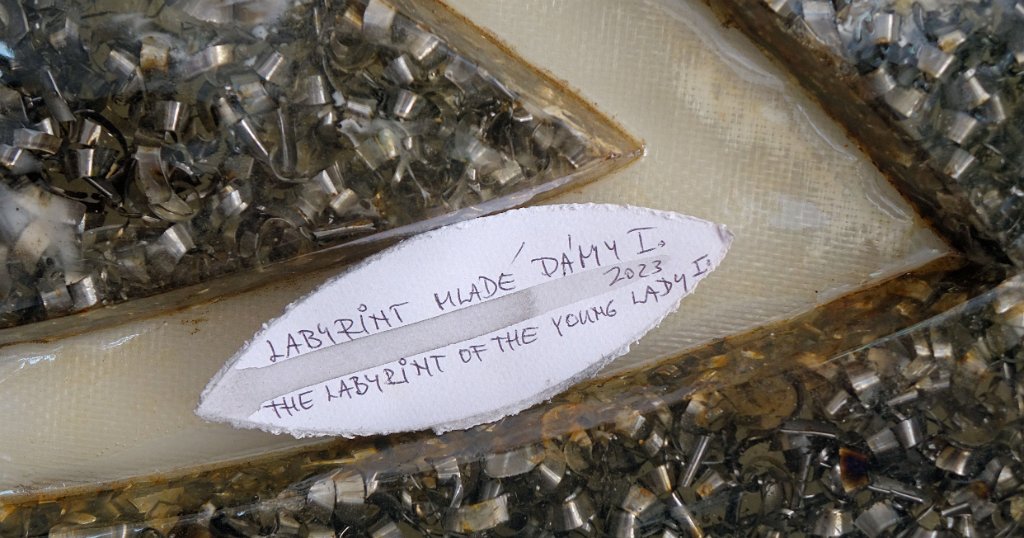 LABYRINT MLADÉ DÁMY I.
2023
THE LABYRINT OF THE YOUNG LADY I.